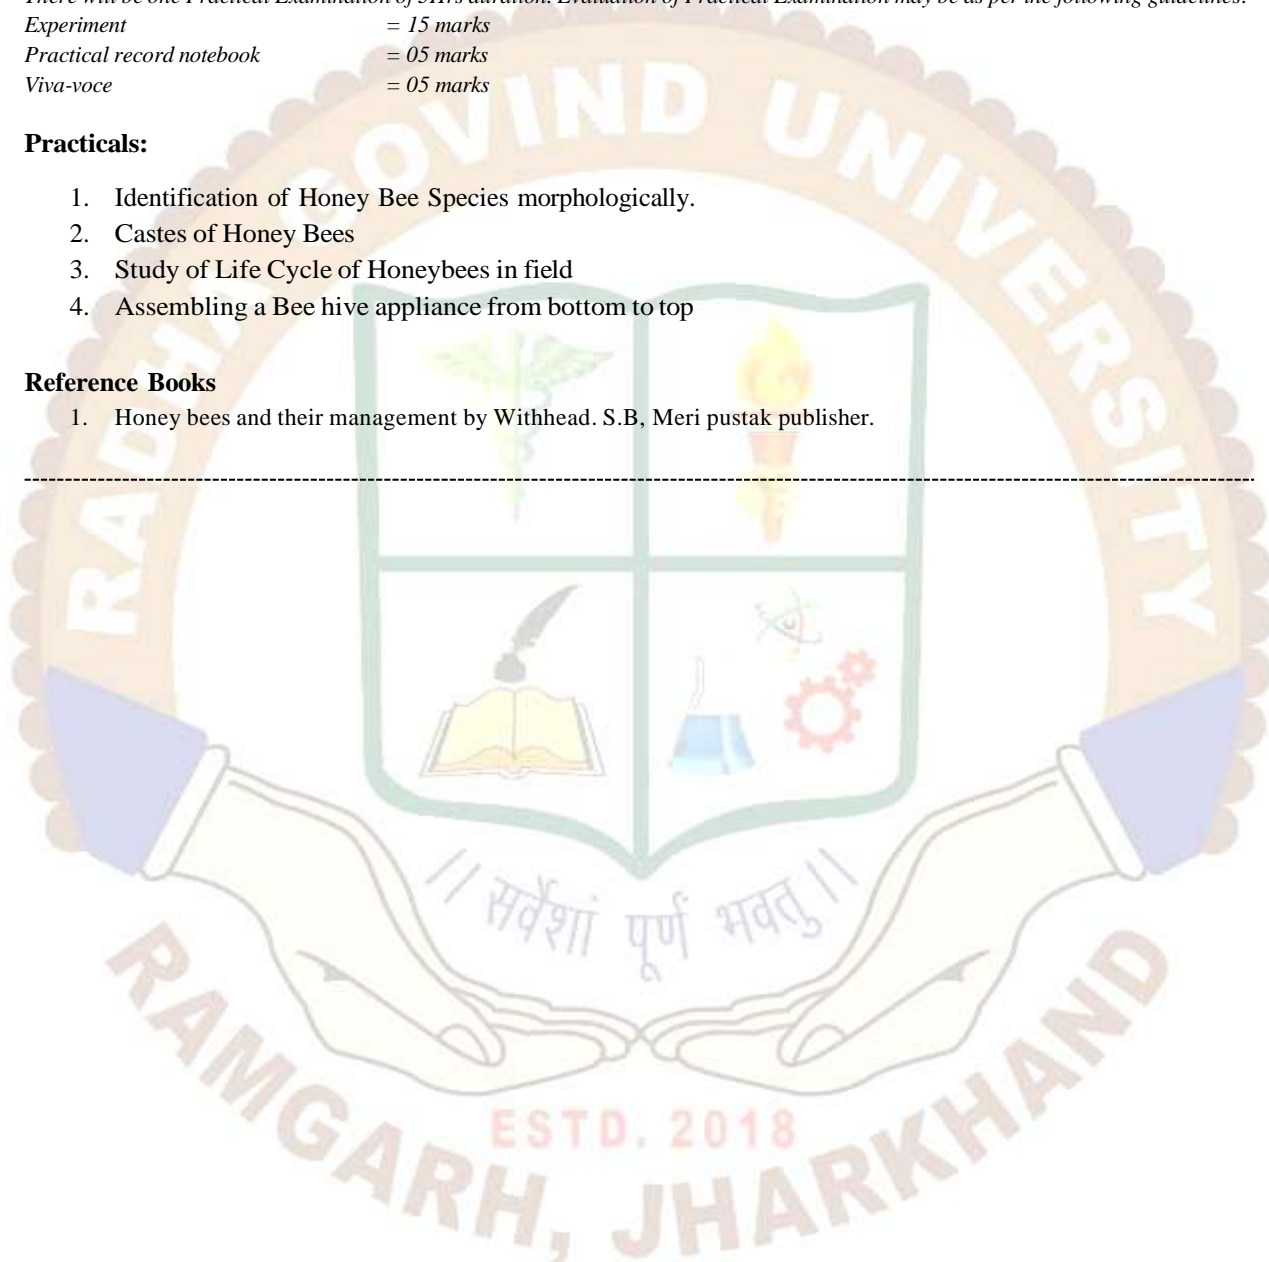 There will be one Practical Examination of 3Hrs duration. Evaluation of Practical Examination may be as per the following guidelines:
Experiment = 15 marks
Practical record notebook = 05 marks
Viva-voce = 05 marks
Practicals:
1. Identification of Honey Bee Species morphologically.
2. Castes of Honey Bees
3. Study of Life Cycle of Honeybees in field
4. Assembling a Bee hive appliance from bottom to top
Reference Books
1. Honey bees and their management by Withhead. S.B, Meri pustak publisher.
RADHA GOVIND UNIVERSITY
// सर्वेशां पूर्ण भवतु //
ESTD. 2018
RAMGARH, JHARKHAND